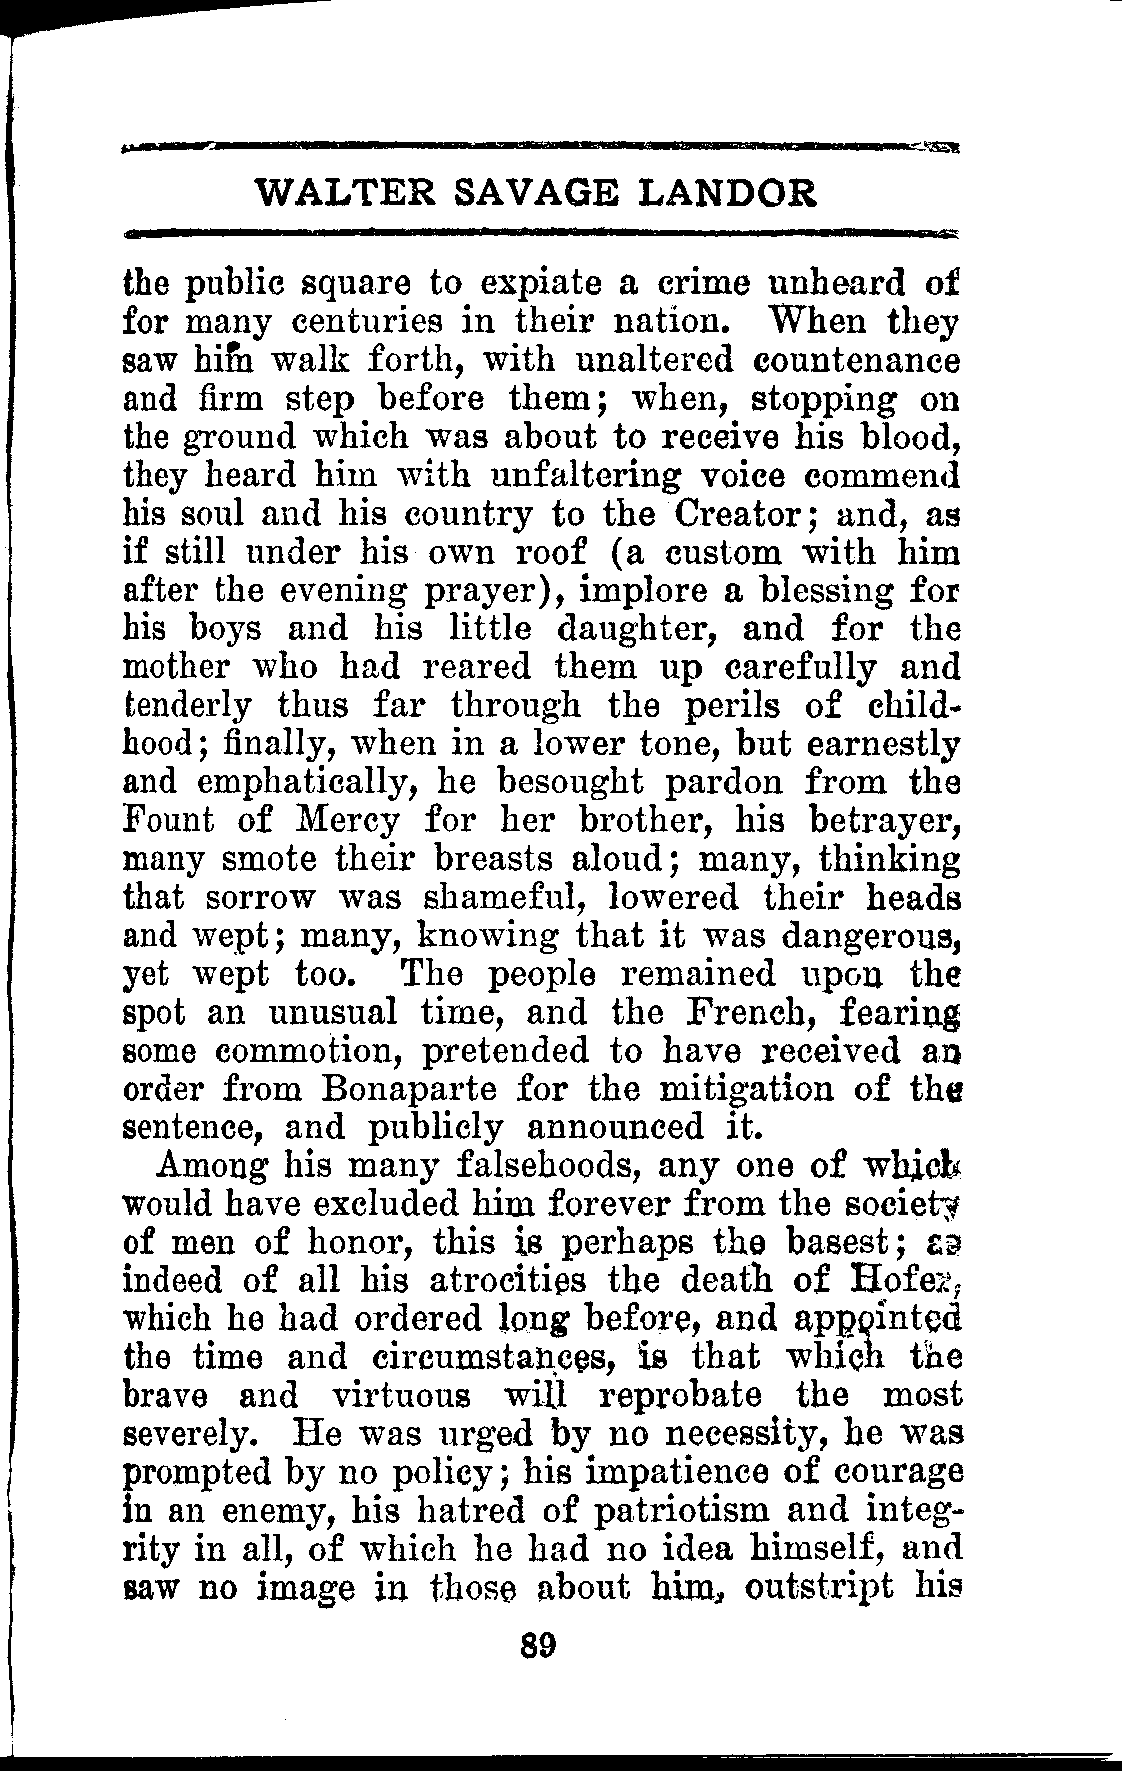 WALTER SAVAGE LANDOR
the public square to expiate a crime unheard of
for many centuries in their nation. When they
saw him walk forth, with unaltered countenance
and firm step before them; when, stopping on
the ground which was about to receive his blood,
they heard him with unfaltering voice commend
his soul and his country to the Creator; and, as
if still under his own roof (a custom with him
after the evening prayer), implore a blessing for
his boys and his little daughter, and for the
mother who had reared them up carefully and
tenderly thus far through the perils of child-
hood; finally, when in a lower tone, but earnestly
and emphatically, he besought pardon from the
Fount of Mercy for her brother, his betrayer,
many smote their breasts aloud; many, thinking
that sorrow was shameful, lowered their heads
and wept; many, knowing that it was dangerous,
yet wept too. The people remained upon the
spot an unusual time, and the French, fearing
some commotion, pretended to have received an
order from Bonaparte for the mitigation of the
sentence, and publicly announced it.
Among his many falsehoods, any one of which
would have excluded him forever from the society
of men of honor, this is perhaps the basest; as
indeed of all his atrocities the death of Hofer,
which he had ordered long before, and appointed
the time and circumstances, is that which the
brave and virtuous will reprobate the most
severely. He was urged by no necessity, he was
prompted by no policy; his impatience of courage
in an enemy, his hatred of patriotism and integ-
rity in all, of which he had no idea himself, and
saw no image in those about him, outstript his
89